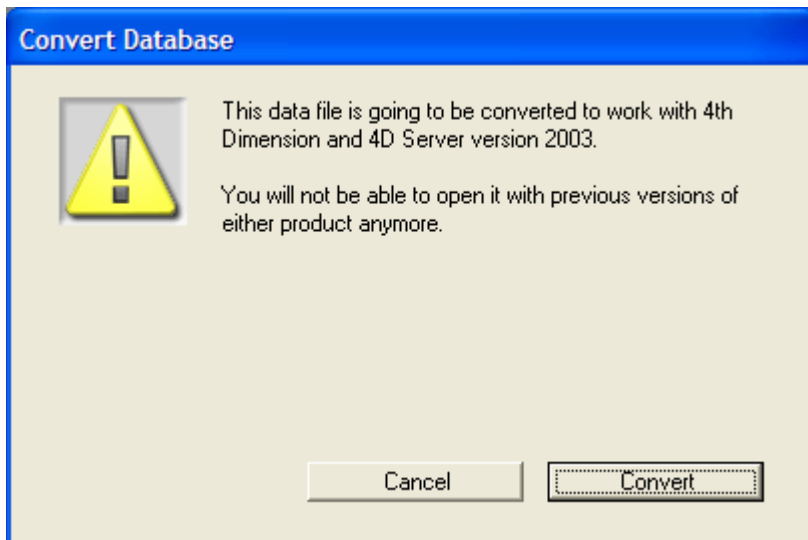 Convert Database
This data file is going to be converted to work with 4th
Dimension and 4D Server version 2003.
You will not be able to open it with previous versions of
either product anymore.
Cancel
Convert